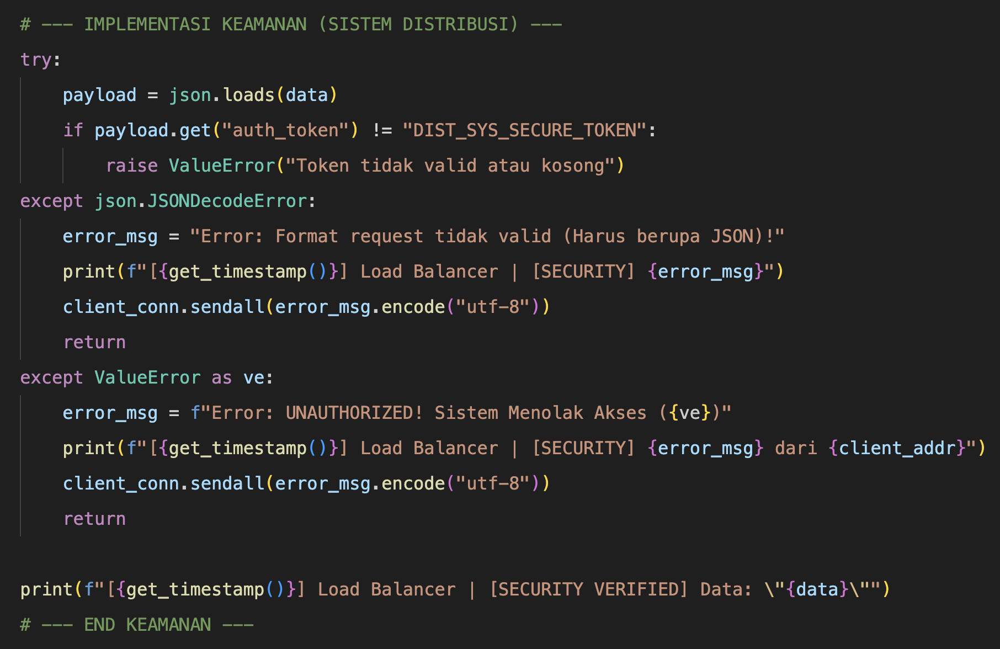 # --- IMPLEMENTASI KEAMANAN (SISTEM DISTRIBUSI) ---
try:
    payload = json.loads(data)
    if payload.get("auth_token") != "DIST_SYS_SECURE_TOKEN":
        raise ValueError("Token tidak valid atau kosong")
except json.JSONDecodeError:
    error_msg = "Error: Format request tidak valid (Harus berupa JSON)!"
    print(f"[{get_timestamp()}] Load Balancer | [SECURITY] {error_msg}")
    client_conn.sendall(error_msg.encode("utf-8"))
    return
except ValueError as ve:
    error_msg = f"Error: UNAUTHORIZED! Sistem Menolak Akses ({ve})"
    print(f"[{get_timestamp()}] Load Balancer | [SECURITY] {error_msg} dari {client_addr}")
    client_conn.sendall(error_msg.encode("utf-8"))
    return
print(f"[{get_timestamp()}] Load Balancer | [SECURITY VERIFIED] Data: \"{data}\"")
# --- END KEAMANAN ---